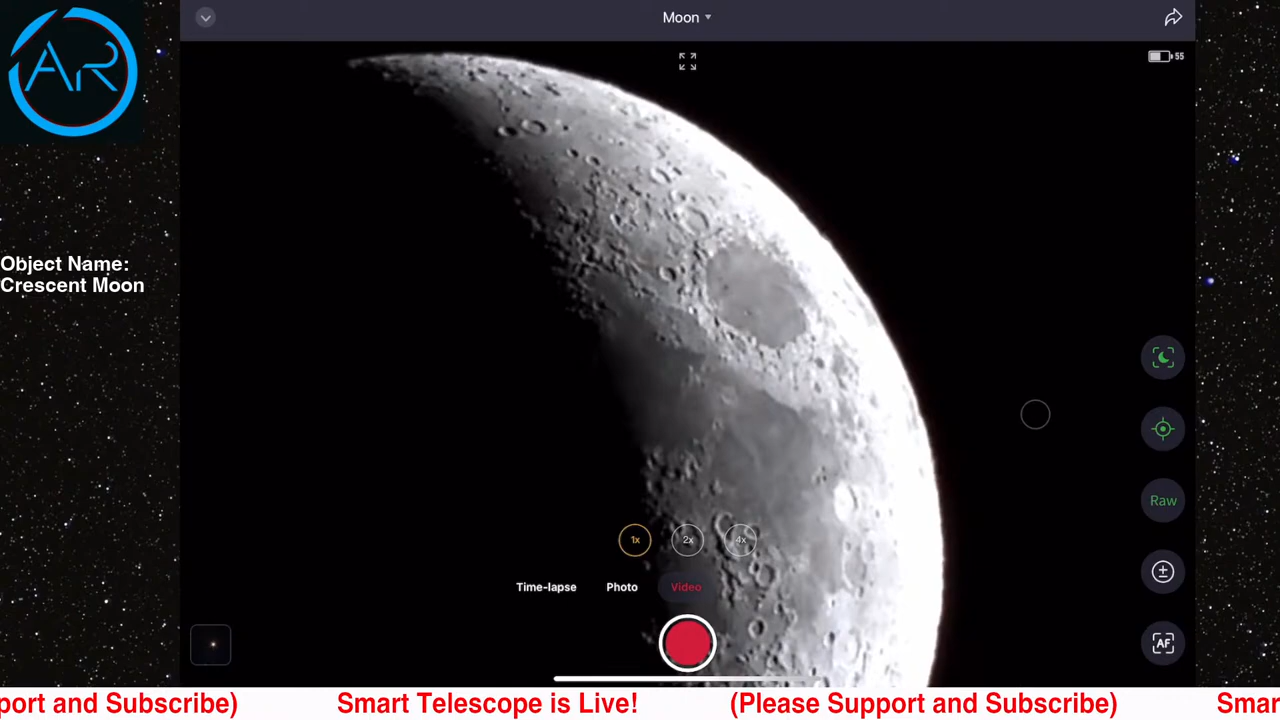 AR
Moon
55
Object Name:
Crescent Moon
Raw
1x
2x
4x
Time-lapse
Photo
Video
AF
port and Subscribe)
Smart Telescope is Live!
(Please Support and Subscribe)
Smar